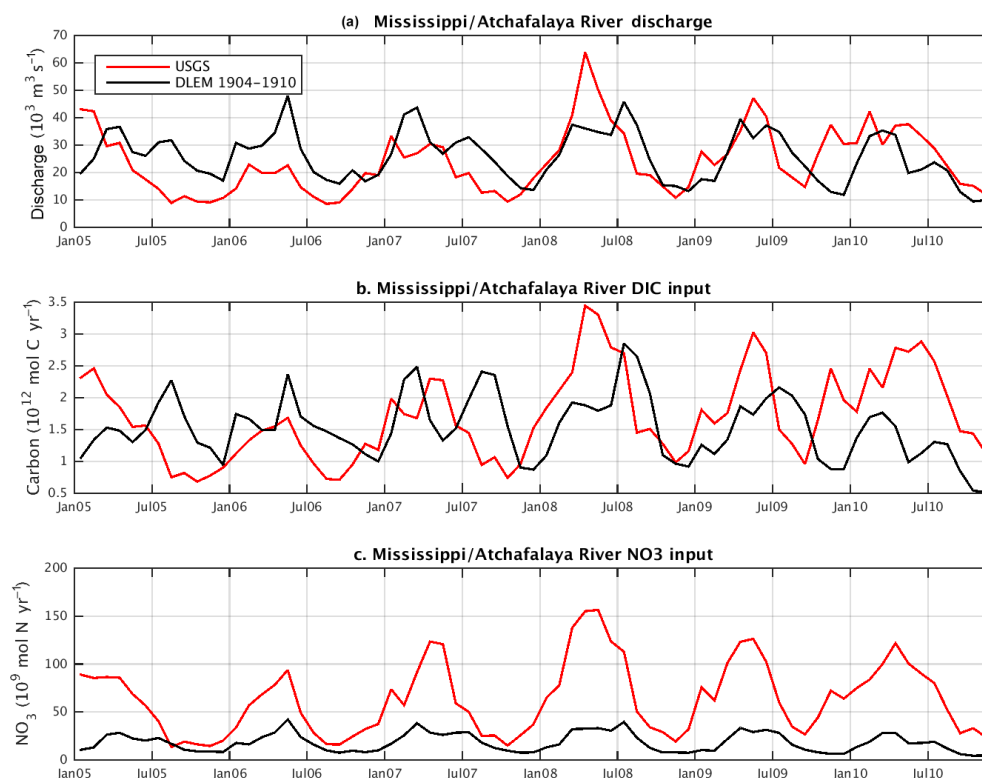 (a) Mississippi/Atchafalaya River discharge
Discharge (10³ m³ s⁻¹)
70
60
50
40
30
20
10
0
USGS
DLEM 1904–1910
Jan05 Jul05 Jan06 Jul06 Jan07 Jul07 Jan08 Jul08 Jan09 Jul09 Jan10 Jul10
b. Mississippi/Atchafalaya River DIC input
Carbon (10¹² mol C yr⁻¹)
3.5
3
2.5
2
1.5
1
0.5
Jan05 Jul05 Jan06 Jul06 Jan07 Jul07 Jan08 Jul08 Jan09 Jul09 Jan10 Jul10
c. Mississippi/Atchafalaya River NO3 input
NO₃ (10⁹ mol N yr⁻¹)
200
150
100
50
0
Jan05 Jul05 Jan06 Jul06 Jan07 Jul07 Jan08 Jul08 Jan09 Jul09 Jan10 Jul10